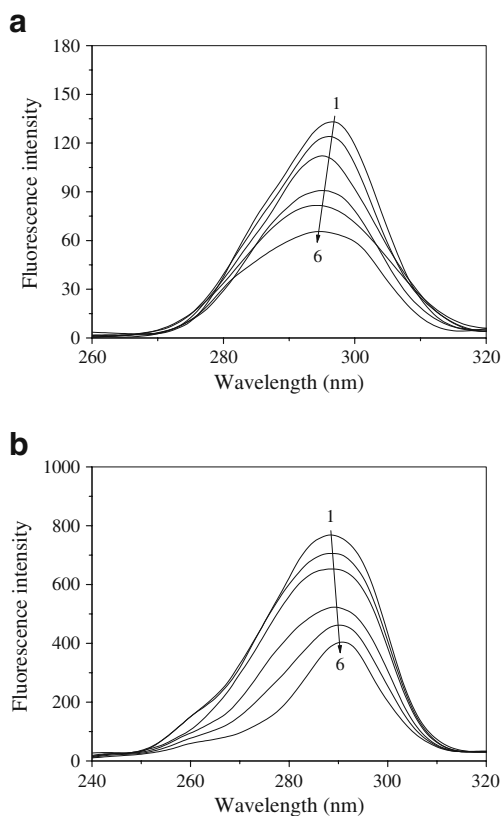 a
180
150
120
90
60
30
0
Fluorescence intensity
1
6
260 280 300 320
Wavelength (nm)
b
1000
800
600
400
200
0
Fluorescence intensity
1
6
240 260 280 300 320
Wavelength (nm)